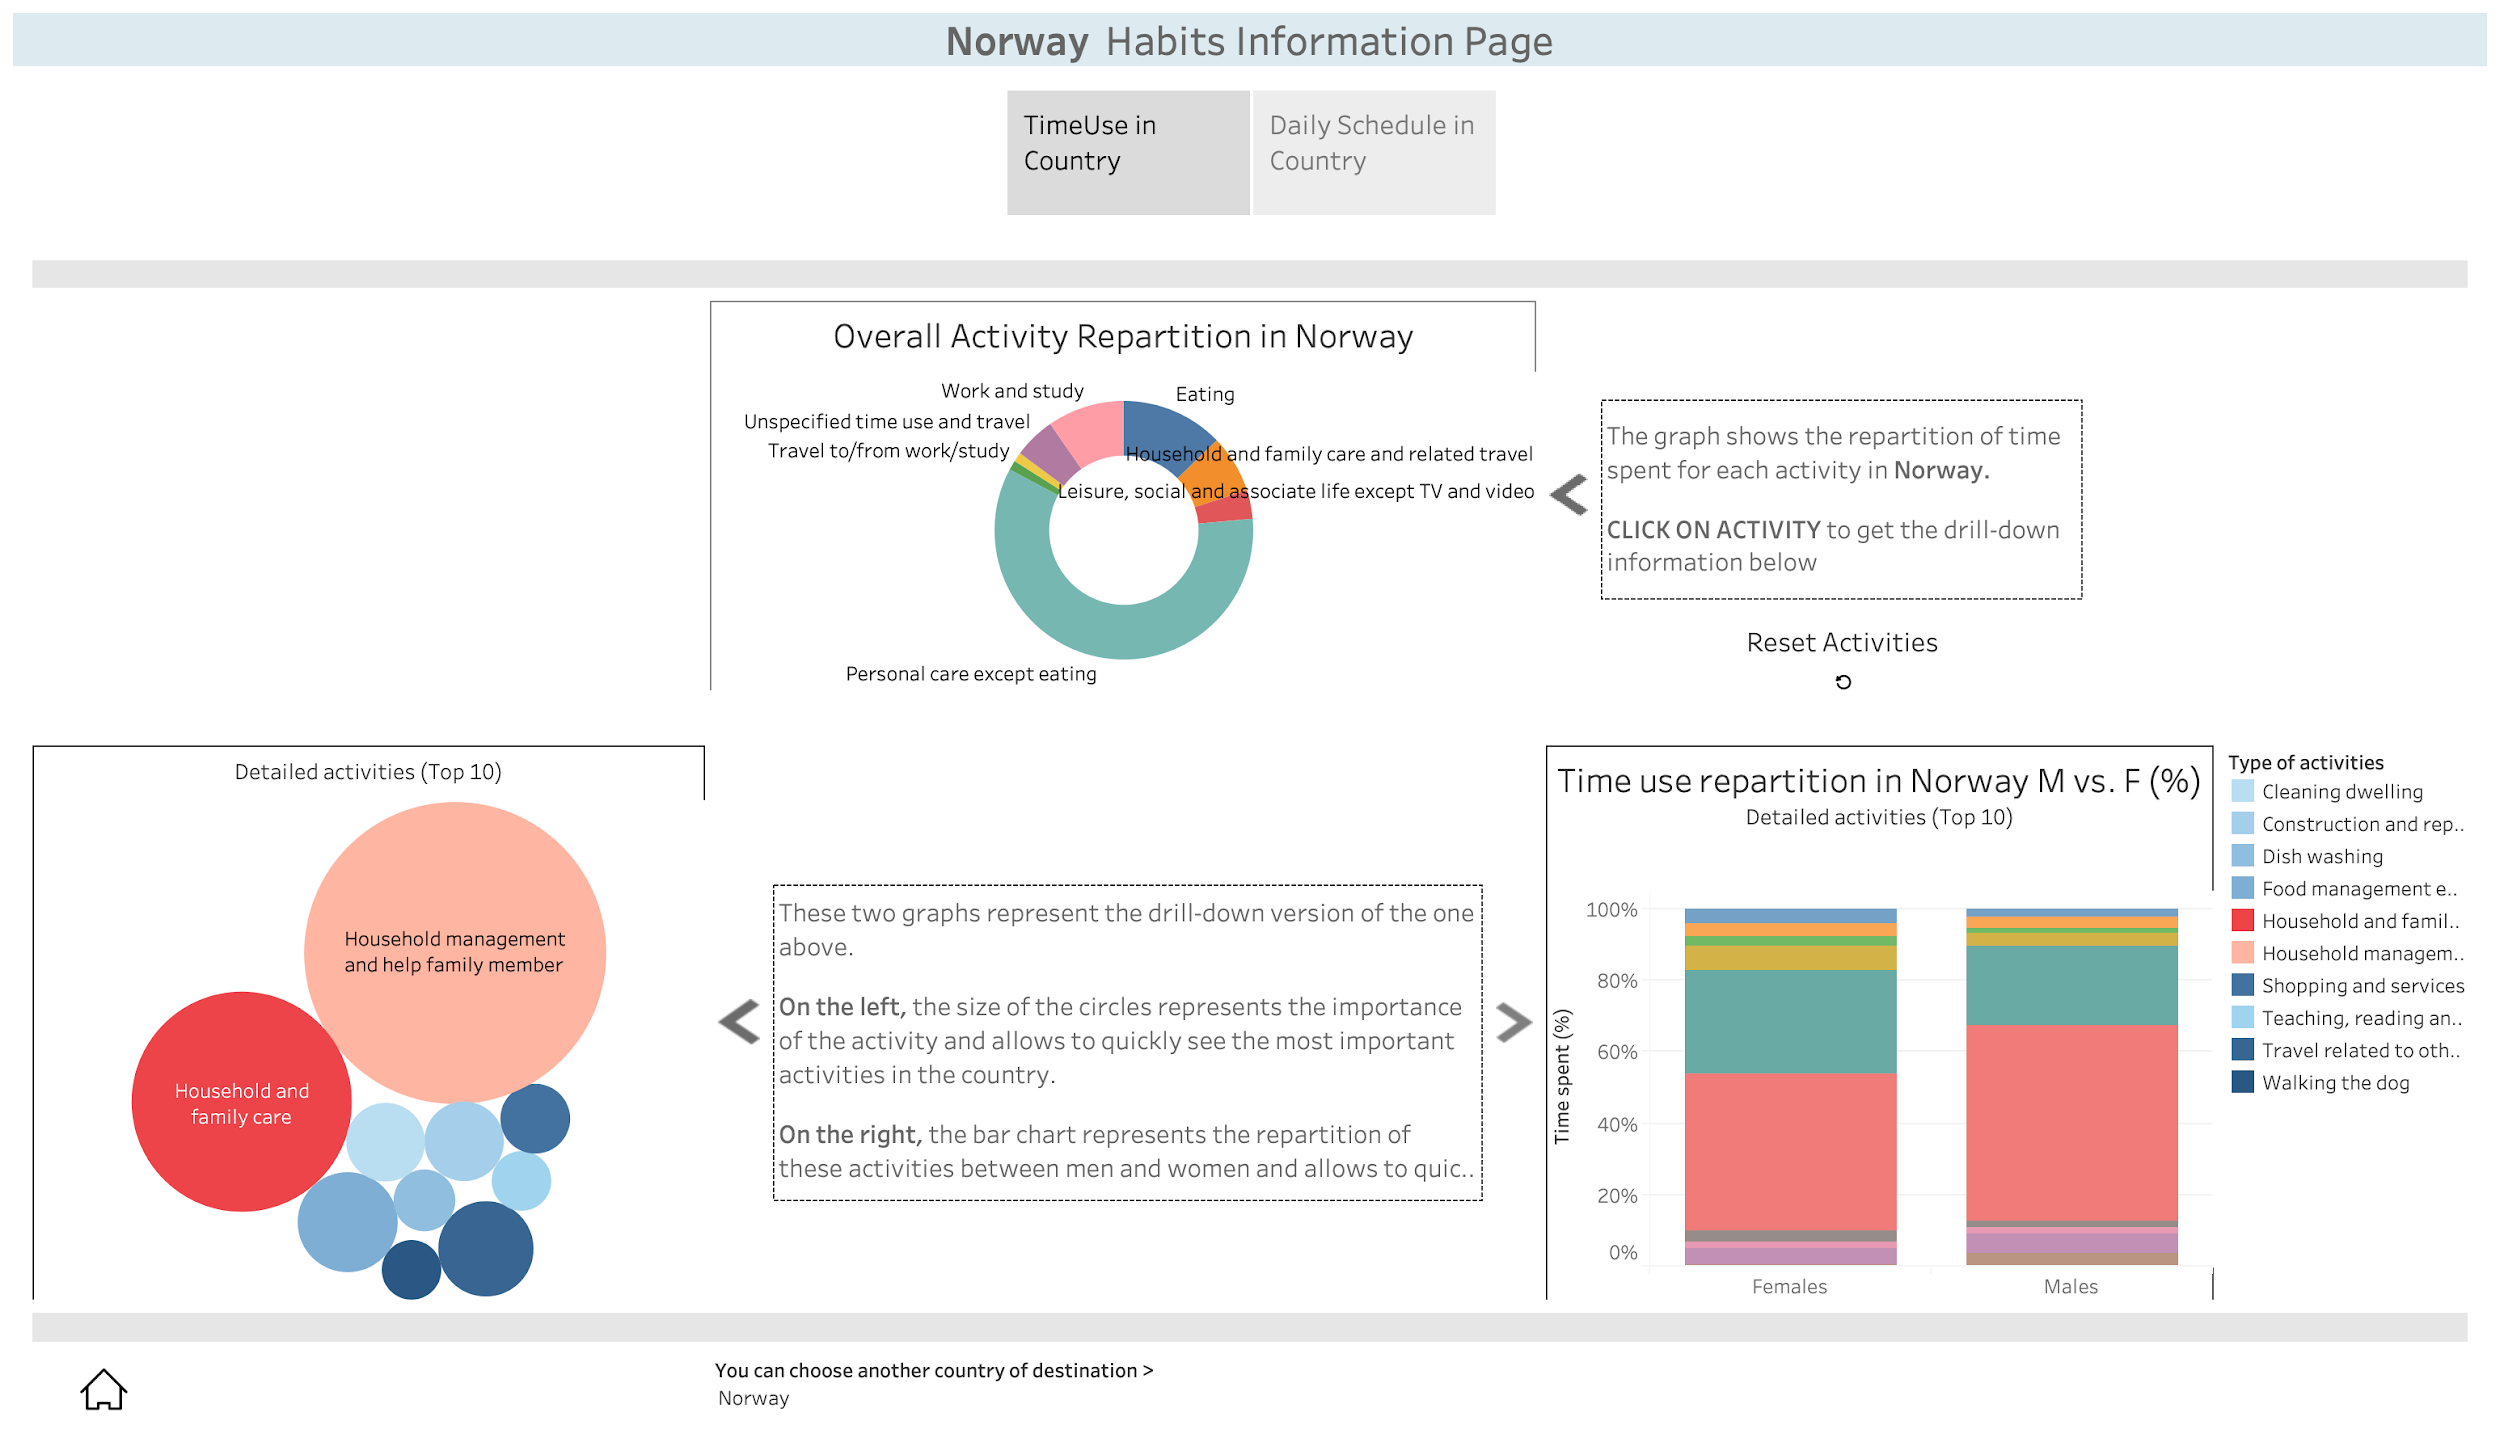 Norway Habits Information Page
TimeUse in
Country
Daily Schedule in
Country
Overall Activity Repartition in Norway
Work and study
Eating
Unspecified time use and travel
Travel to/from work/study
Household and family care and related travel
Leisure, social and associate life except TV and video
Personal care except eating
The graph shows the repartition of time
spent for each activity in Norway.
CLICK ON ACTIVITY to get the drill-down
information below
Reset Activities
Detailed activities (Top 10)
Household management
and help family member
Household and
family care
These two graphs represent the drill-down version of the one
above.
On the left, the size of the circles represents the importance
of the activity and allows to quickly see the most important
activities in the country.
On the right, the bar chart represents the repartition of
these activities between men and women and allows to quic..
Time use repartition in Norway M vs. F (%)
Detailed activities (Top 10)
Time spent (%)
100%
80%
60%
40%
20%
0%
Females
Males
Type of activities
Cleaning dwelling
Construction and rep..
Dish washing
Food management e..
Household and famil..
Household managem..
Shopping and services
Teaching, reading an..
Travel related to oth..
Walking the dog
You can choose another country of destination >
Norway